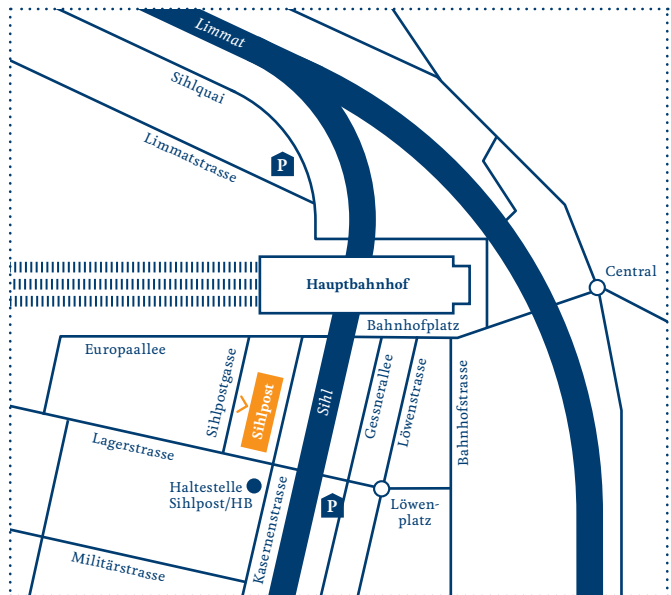 Limmat
Sihlquai
Limmatstrasse
P
Central
Hauptbahnhof
Bahnhofplatz
Europaallee
Sihlpostgasse
Sihlpost
Sihl
Gessnerallee
Löwenstrasse
Bahnhofstrasse
Lagerstrasse
Haltestelle
Sihlpost/HB
Kasernenstrasse
P
Löwen-
platz
Militärstrasse